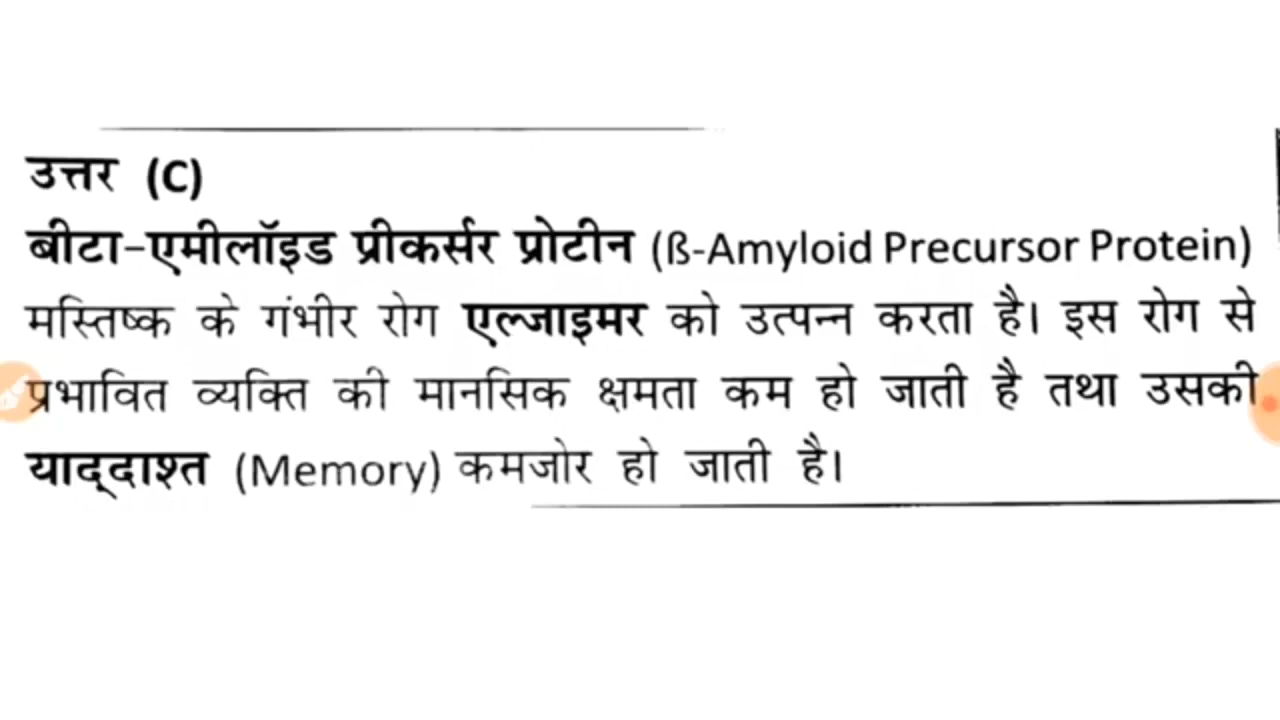 उत्तर (C)
बीटा-एमीलॉइड प्रीकर्सर प्रोटीन (ß-Amyloid Precursor Protein)
मस्तिष्क के गंभीर रोग एल्जाइमर को उत्पन्न करता है। इस रोग से
प्रभावित व्यक्ति की मानसिक क्षमता कम हो जाती है तथा उसकी
याद्दाश्त (Memory) कमजोर हो जाती है।